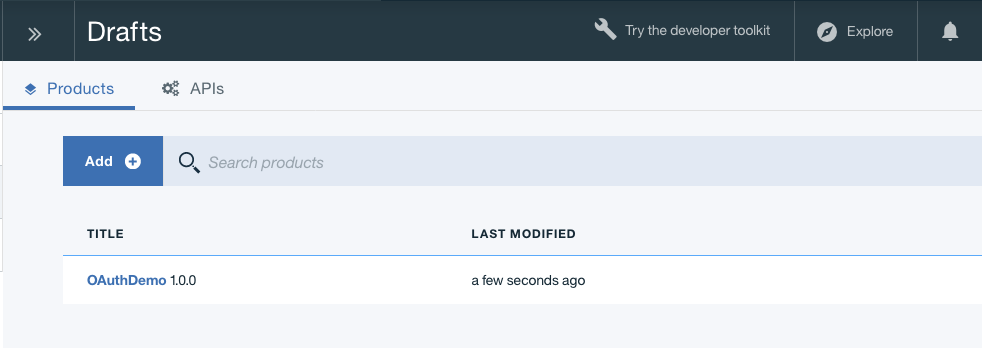 Drafts
Try the developer toolkit
Explore
Products
APIs
Add
Search products
TITLE LAST MODIFIED
OAuthDemo 1.0.0 a few seconds ago